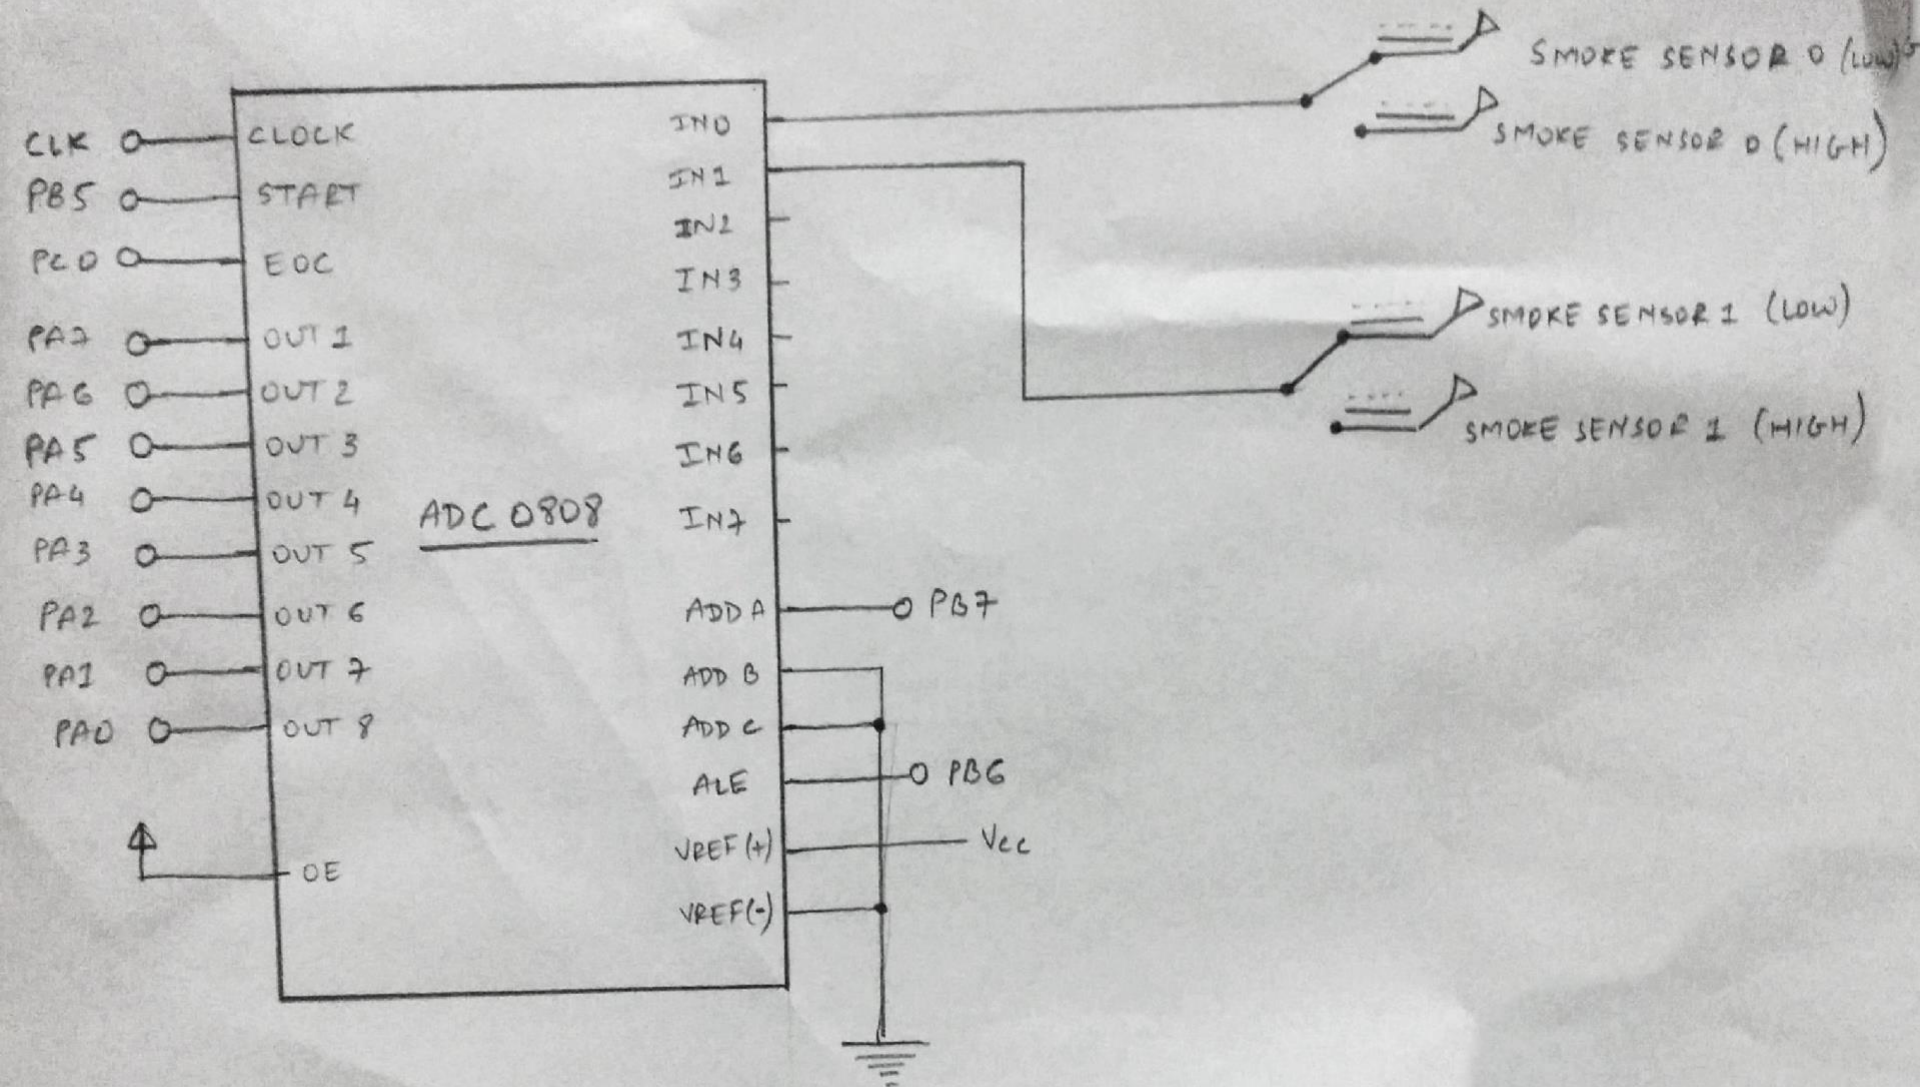 CLK CLOCK
PB5 START
PC0 EOC
PA7 OUT 1
PA6 OUT 2
PA5 OUT 3
PA4 OUT 4
PA3 OUT 5
PA2 OUT 6
PA1 OUT 7
PA0 OUT 8
OE
ADC 0808
IN0
IN1
IN2
IN3
IN4
IN5
IN6
IN7
ADD A PB7
ADD B
ADD C
ALE PB6
VREF(+) Vcc
VREF(-)
SMOKE SENSOR 0 (LOW)
SMOKE SENSOR 0 (HIGH)
SMOKE SENSOR 1 (LOW)
SMOKE SENSOR 1 (HIGH)